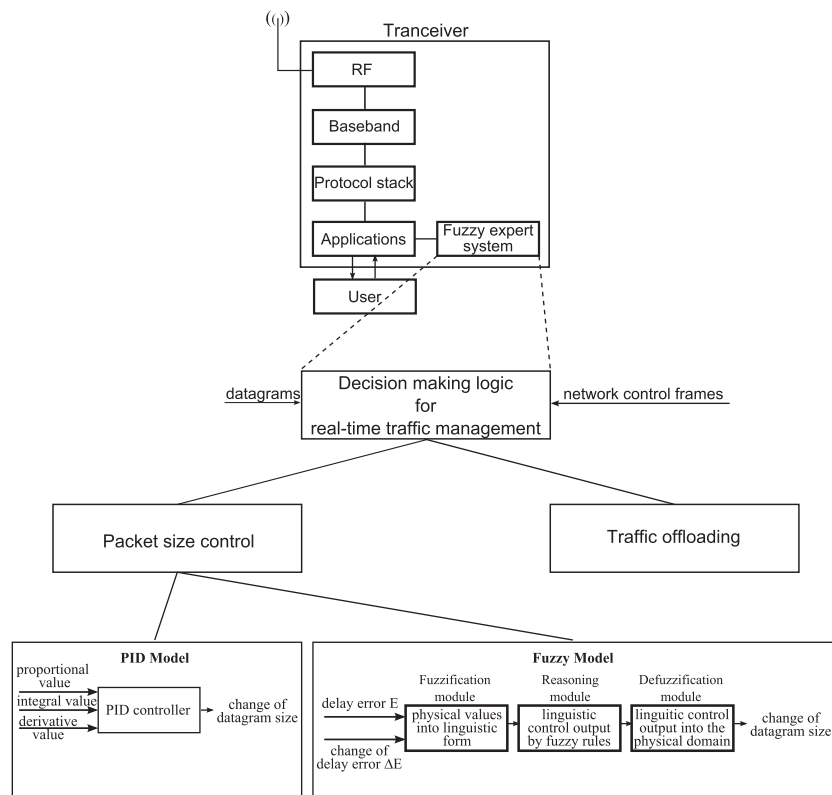 ((ı))
Tranceiver
RF
Baseband
Protocol stack
Applications
Fuzzy expert
system
User
datagrams
Decision making logic
for
real-time traffic management
network control frames
Packet size control
Traffic offloading
PID Model
proportional
value
integral value
derivative
value
PID controller
change of
datagram size
Fuzzy Model
Fuzzification
module
Reasoning
module
Defuzzification
module
delay error E
change of
delay error ΔE
physical values
into linguistic
form
linguistic
control output
by fuzzy rules
linguitic control
output into the
physical domain
change of
datagram size